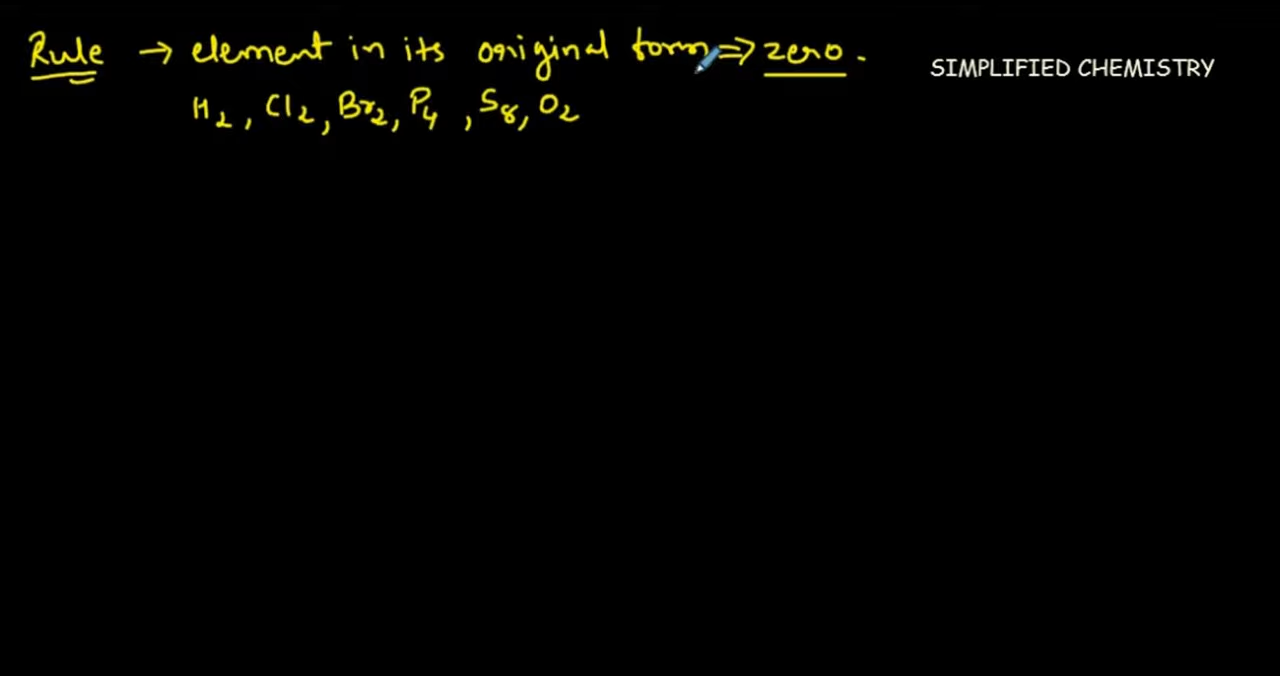 Rule → element in its original form ⇒ zero.
SIMPLIFIED CHEMISTRY
H₂, Cl₂, Br₂, P₄, S₈, O₂